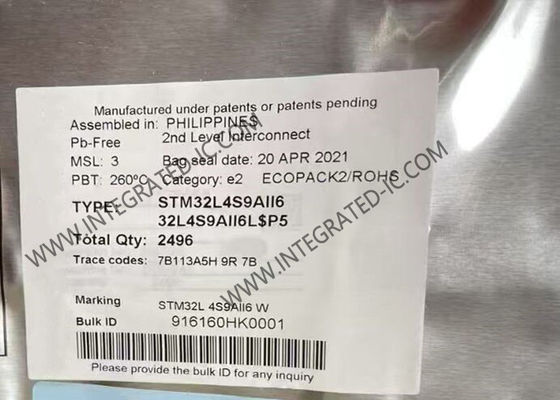 Manufactured under patents or patents pending
Assembled in: PHILIPPINES
Pb-Free 2nd Level Interconnect
MSL: 3 Bag seal date: 20 APR 2021
PBT: 260°C Category: e2 ECOPACK2/ROHS
TYPE: STM32L4S9AII6
32L4S9AII6L$P5
Total Qty: 2496
Trace codes: 7B113A5H 9R 7B
Marking STM32L 4S9AII6 W
Bulk ID 916160HK0001
Please provide the bulk ID for any inquiry
WWW.INTEGRATED-IC.COM
WWW.INTEGRATED-IC.COM